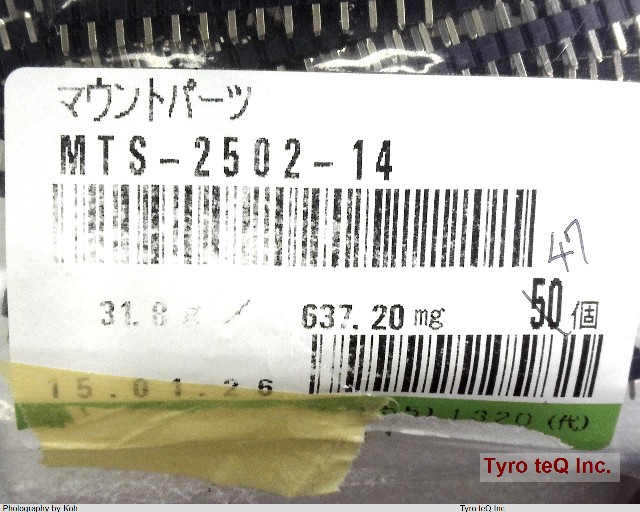 マウントパーツ
MTS-2502-14
47
31.8g / 637.20mg 50個
15.01.26
1320(代)
Tyro teQ Inc.
Photography by Koh Tyro teQ Inc